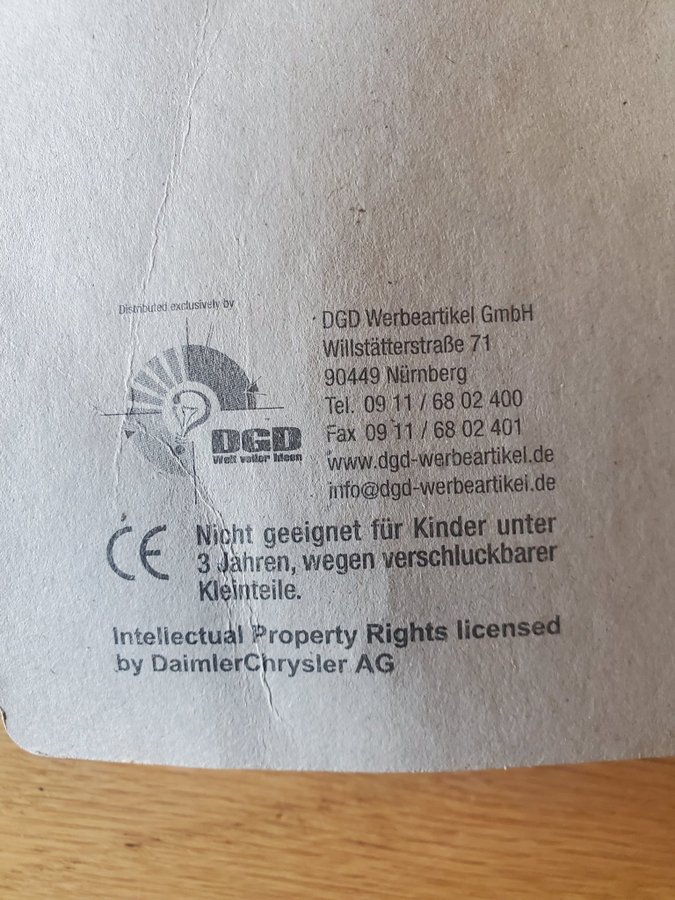 Distributed exclusively by
DGD
Welt voller Ideen
DGD Werbeartikel GmbH
Willstätterstraße 71
90449 Nürnberg
Tel. 09 11 / 68 02 400
Fax 09 11 / 68 02 401
www.dgd-werbeartikel.de
info@dgd-werbeartikel.de
CE
Nicht geeignet für Kinder unter
3 Jahren, wegen verschluckbarer
Kleinteile.
Intellectual Property Rights licensed
by DaimlerChrysler AG